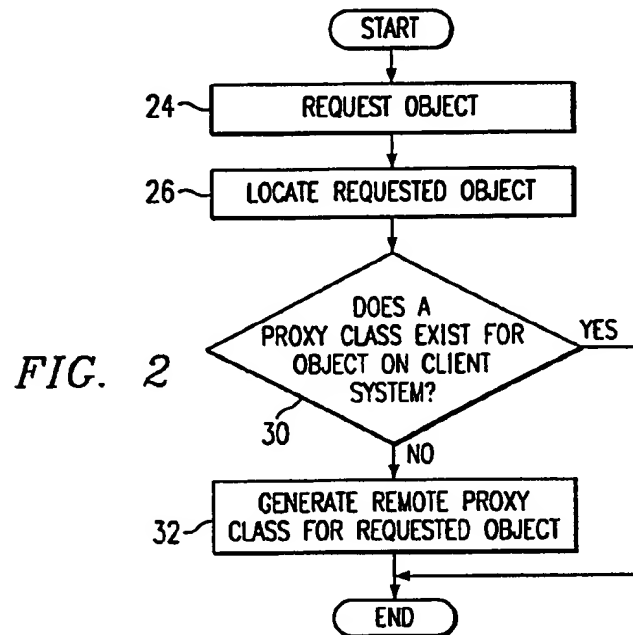 START
24
REQUEST OBJECT
26
LOCATE REQUESTED OBJECT
DOES A
PROXY CLASS EXIST FOR
OBJECT ON CLIENT
SYSTEM?
YES
FIG. 2
30
NO
32
GENERATE REMOTE PROXY
CLASS FOR REQUESTED OBJECT
END